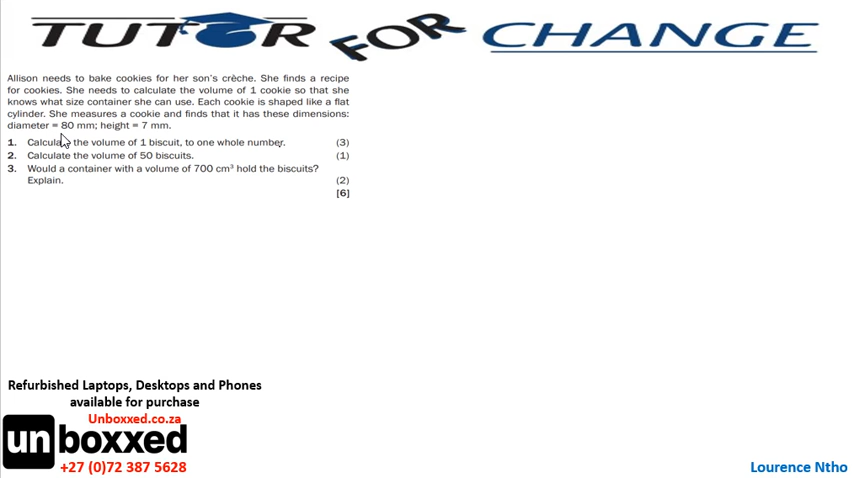 TUTOR FOR CHANGE
Allison needs to bake cookies for her son's crèche. She finds a recipe
for cookies. She needs to calculate the volume of 1 cookie so that she
knows what size container she can use. Each cookie is shaped like a flat
cylinder. She measures a cookie and finds that it has these dimensions:
diameter = 80 mm; height = 7 mm.
1. Calculate the volume of 1 biscuit, to one whole number. (3)
2. Calculate the volume of 50 biscuits. (1)
3. Would a container with a volume of 700 cm³ hold the biscuits?
Explain. (2)
[6]
Refurbished Laptops, Desktops and Phones
available for purchase
Unboxxed.co.za
unboxxed
+27 (0)72 387 5628
Lourence Ntho